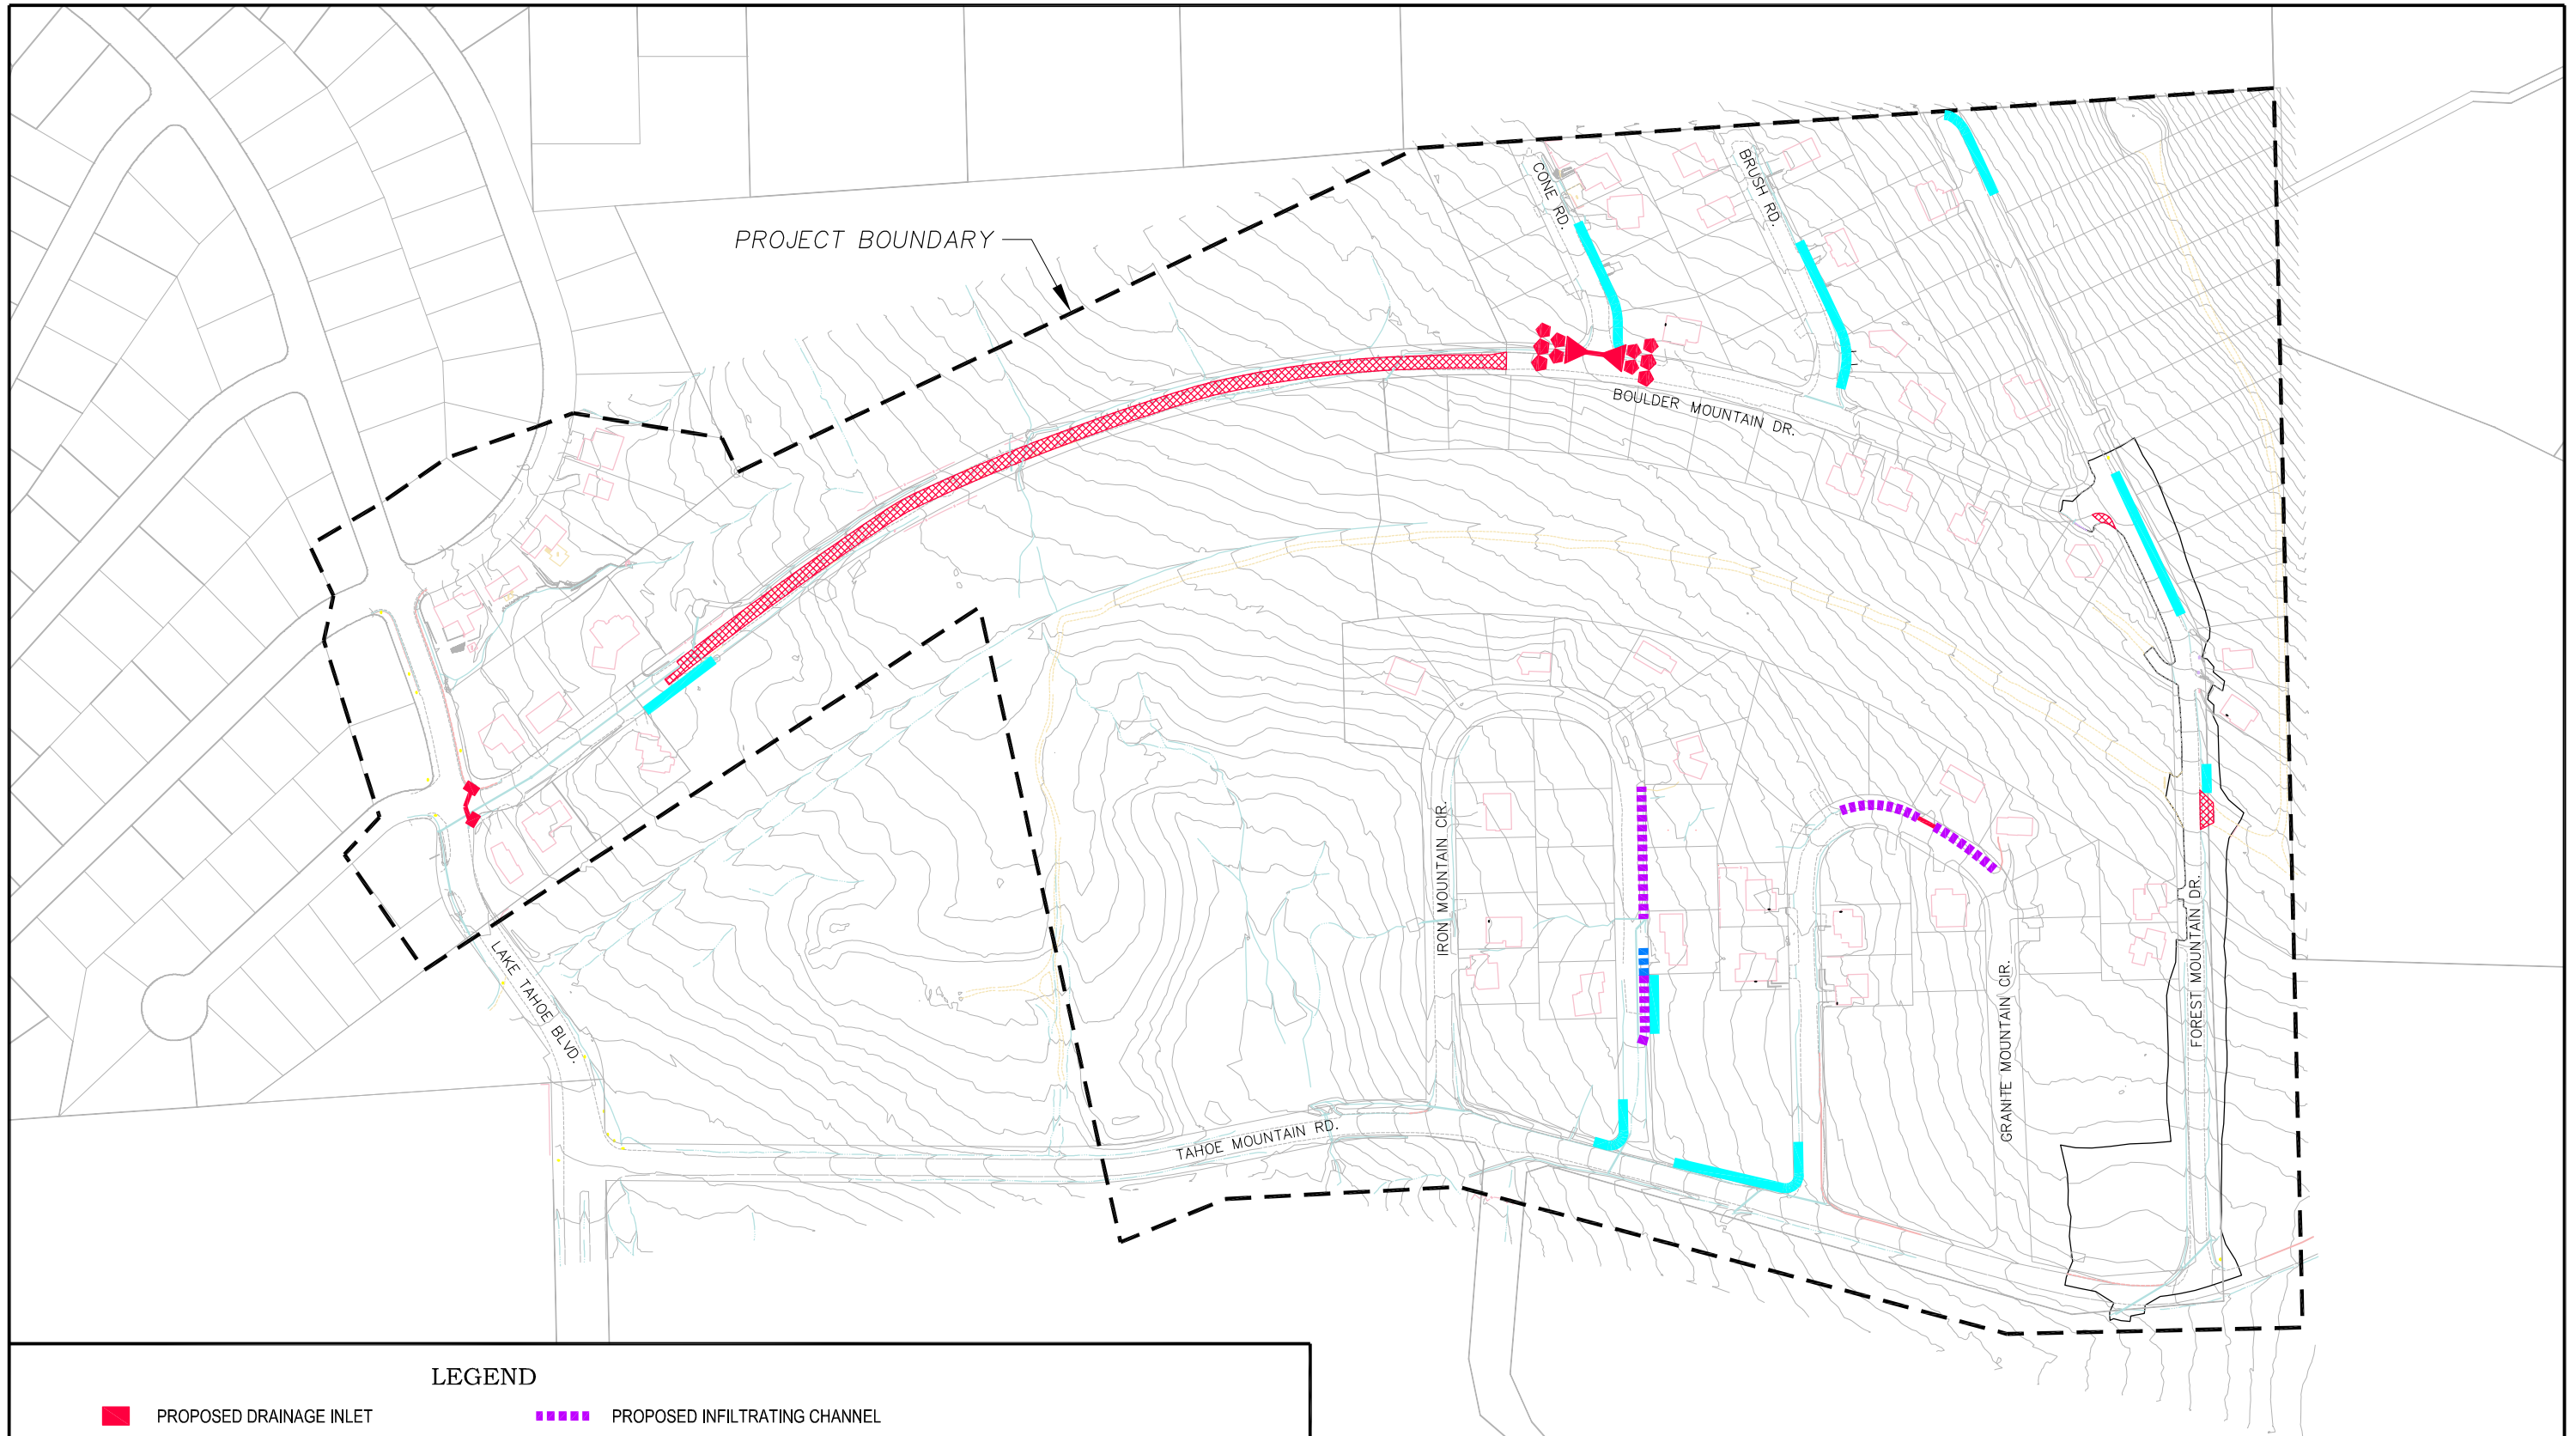 PROJECT BOUNDARY
CONE RD.
BRUSH RD.
BOULDER MOUNTAIN DR.
IRON MOUNTAIN CIR.
GRANITE MOUNTAIN CIR.
FOREST MOUNTAIN DR.
LAKE TAHOE BLVD.
TAHOE MOUNTAIN RD.
LEGEND
PROPOSED DRAINAGE INLET
PROPOSED INFILTRATING CHANNEL